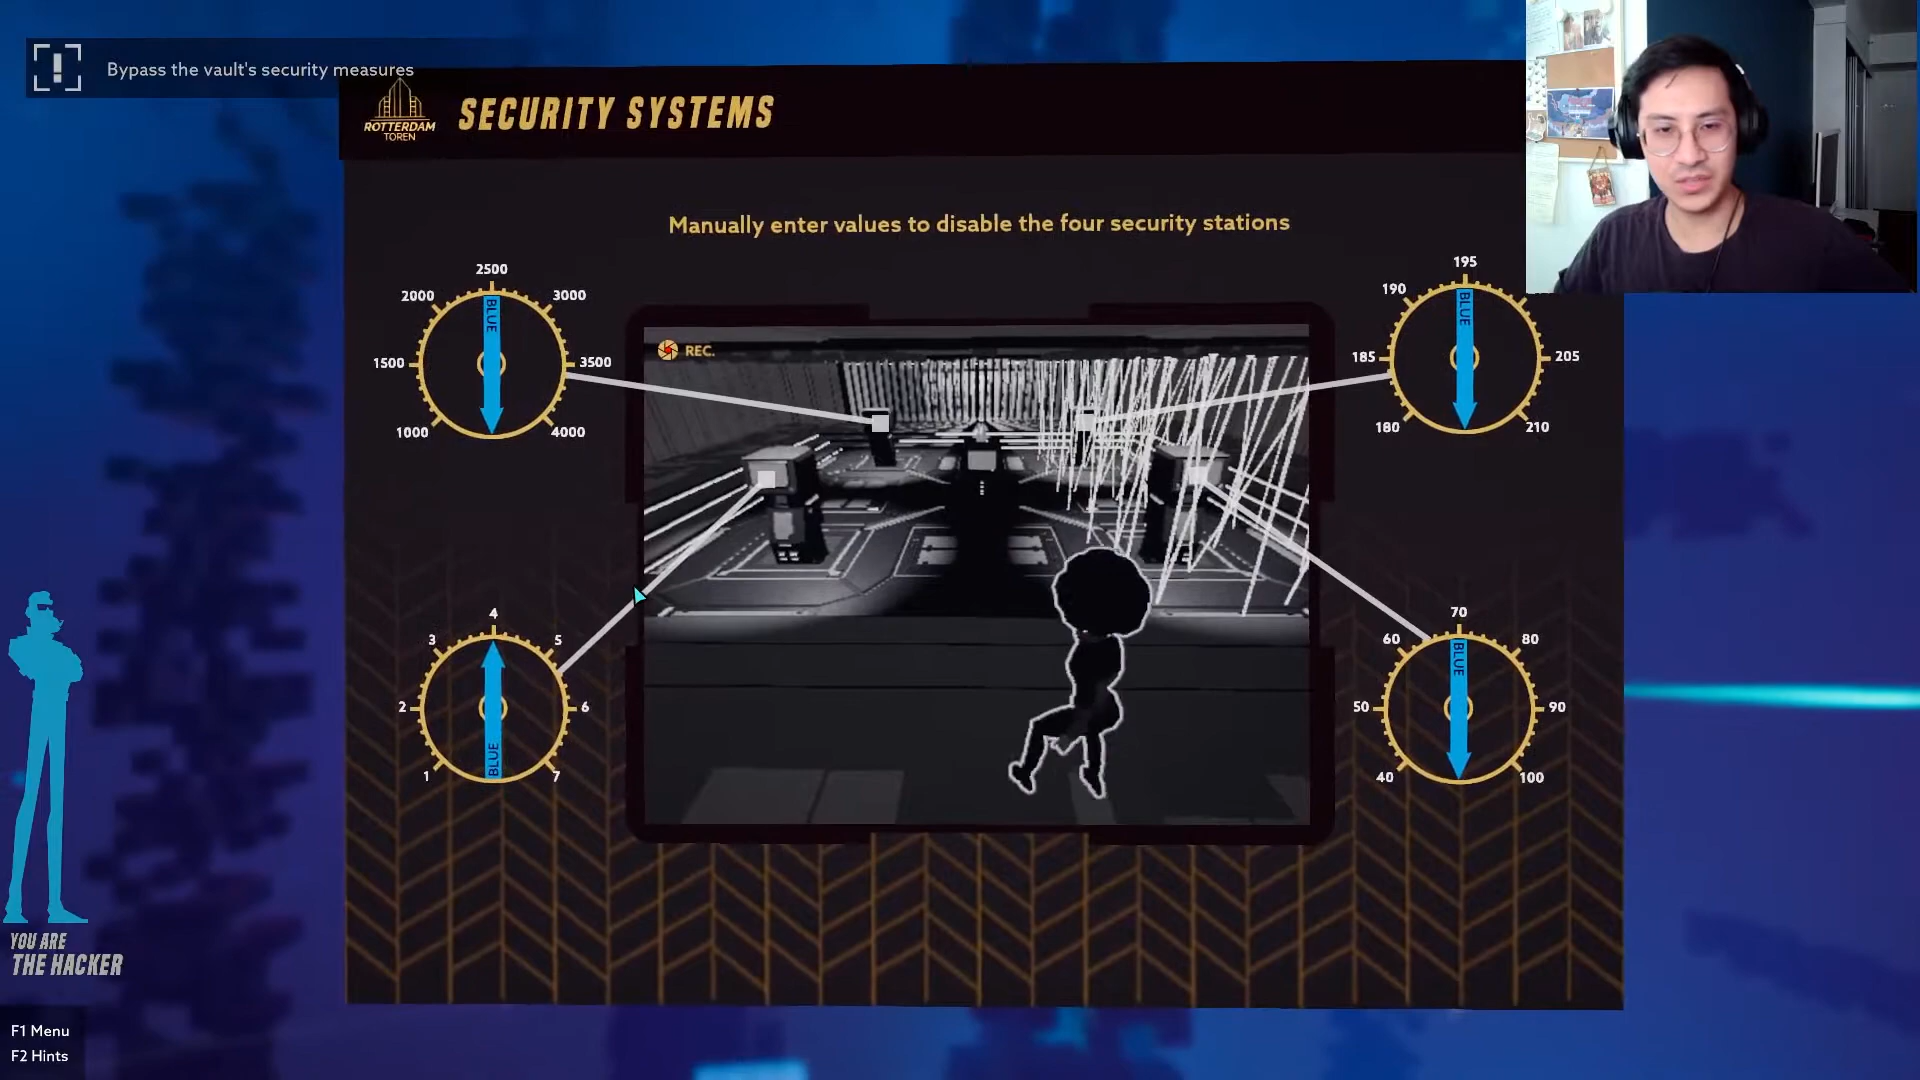 Bypass the vault's security measures
ROTTERDAM
TOREN
SECURITY SYSTEMS
Manually enter values to disable the four security stations
2500
2000
3000
1500
3500
1000
4000
BLUE
195
190
185
205
180
210
BLUE
REC.
4
3
5
2
6
1
7
BLUE
70
60
80
50
90
40
100
BLUE
YOU ARE
THE HACKER
F1 Menu
F2 Hints